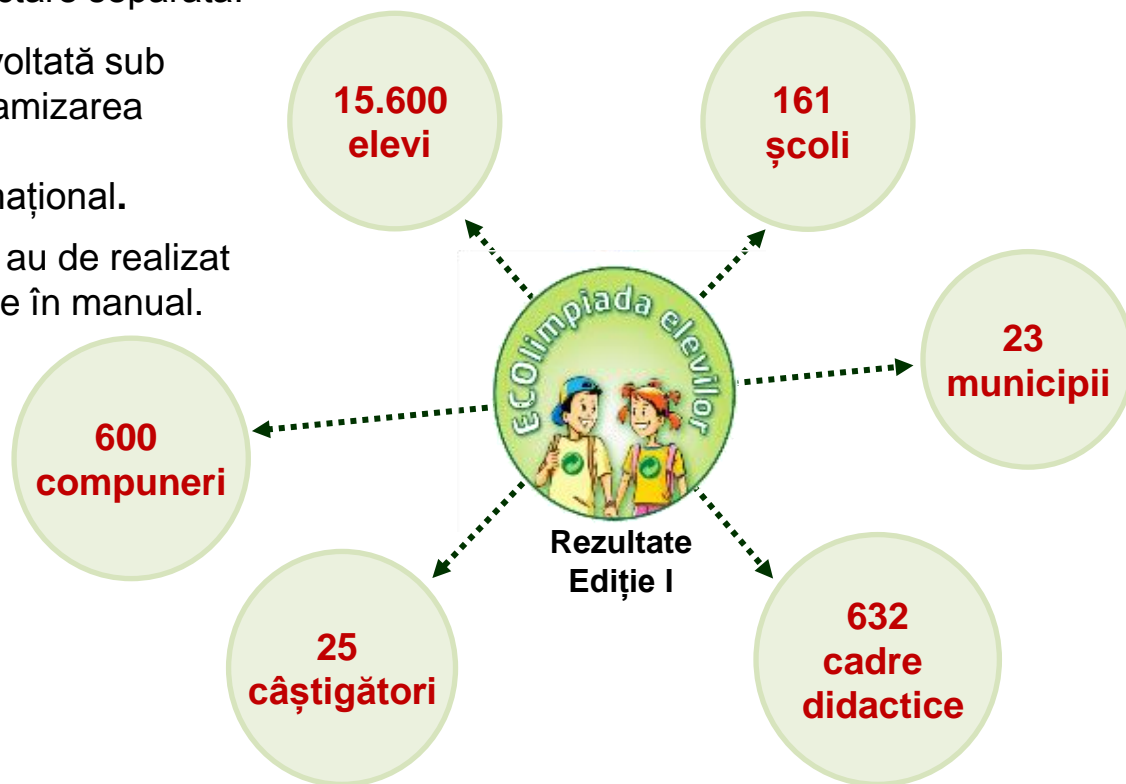 voltată sub
amizarea
național.
au de realizat
e în manual.
15.600
elevi
161
școli
23
municipii
600
compuneri
ECOlimpiada elevilor
Rezultate
Ediție I
25
câștigători
632
cadre
didactice